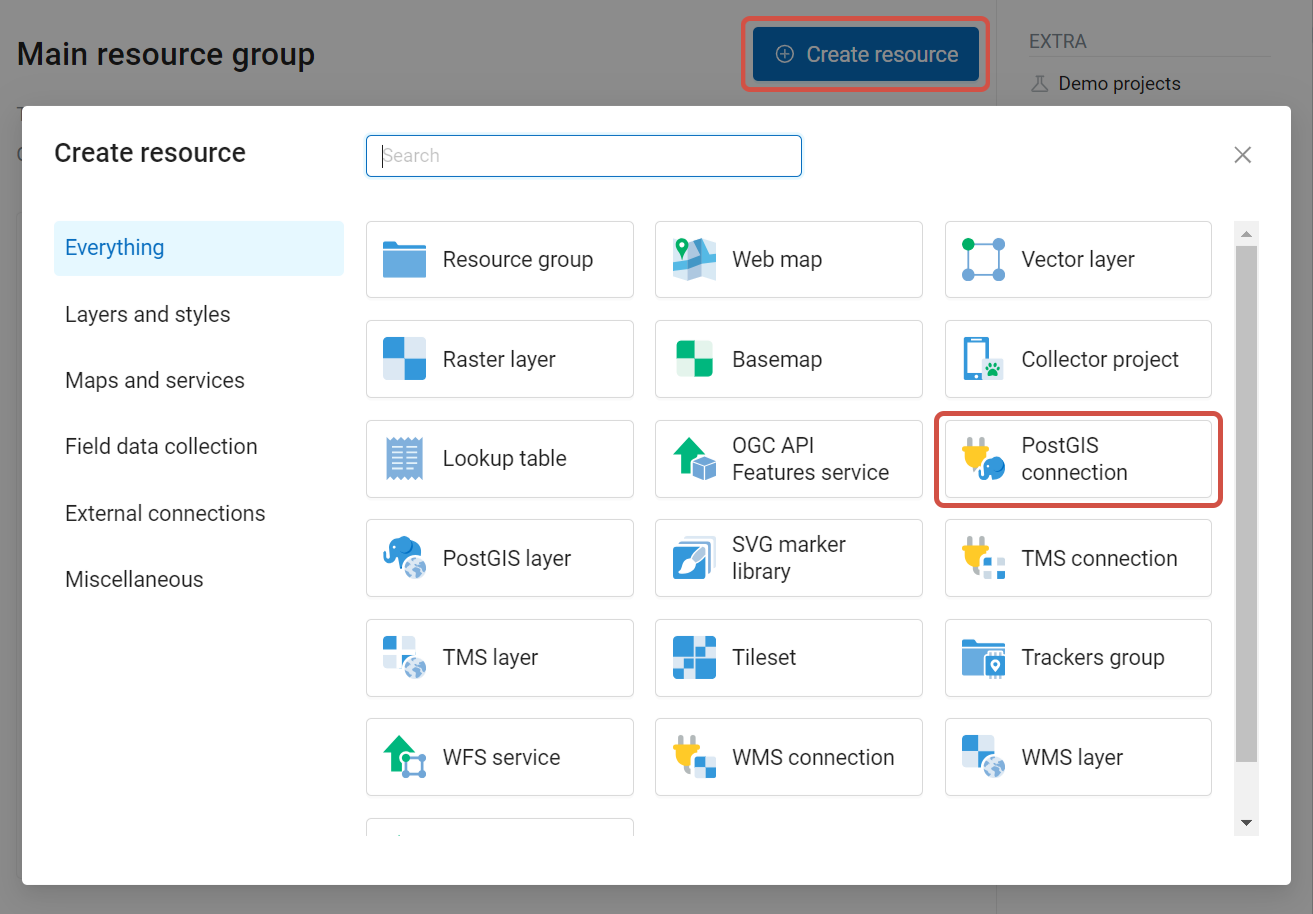 Main resource group
Create resource
EXTRA
Demo projects
Create resource
Search
Everything
Layers and styles
Maps and services
Field data collection
External connections
Miscellaneous
Resource group
Web map
Vector layer
Raster layer
Basemap
Collector project
Lookup table
OGC API
Features service
PostGIS
connection
PostGIS layer
SVG marker
library
TMS connection
TMS layer
Tileset
Trackers group
WFS service
WMS connection
WMS layer